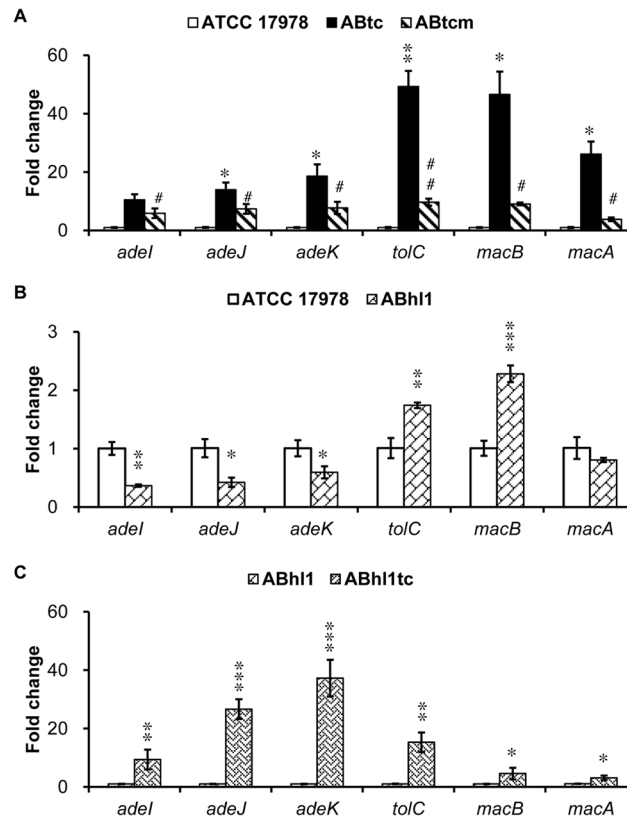 A
ATCC 17978 ABtc ABtcm
Fold change
60
40
20
0
* * ** * *
# # # ## # #
adeI adeJ adeK tolC macB macA
B
ATCC 17978 ABhl1
Fold change
3
2
1
0
** * * ** ***
adeI adeJ adeK tolC macB macA
C
ABhl1 ABhl1tc
Fold change
60
40
20
0
** *** *** ** * *
adeI adeJ adeK tolC macB macA